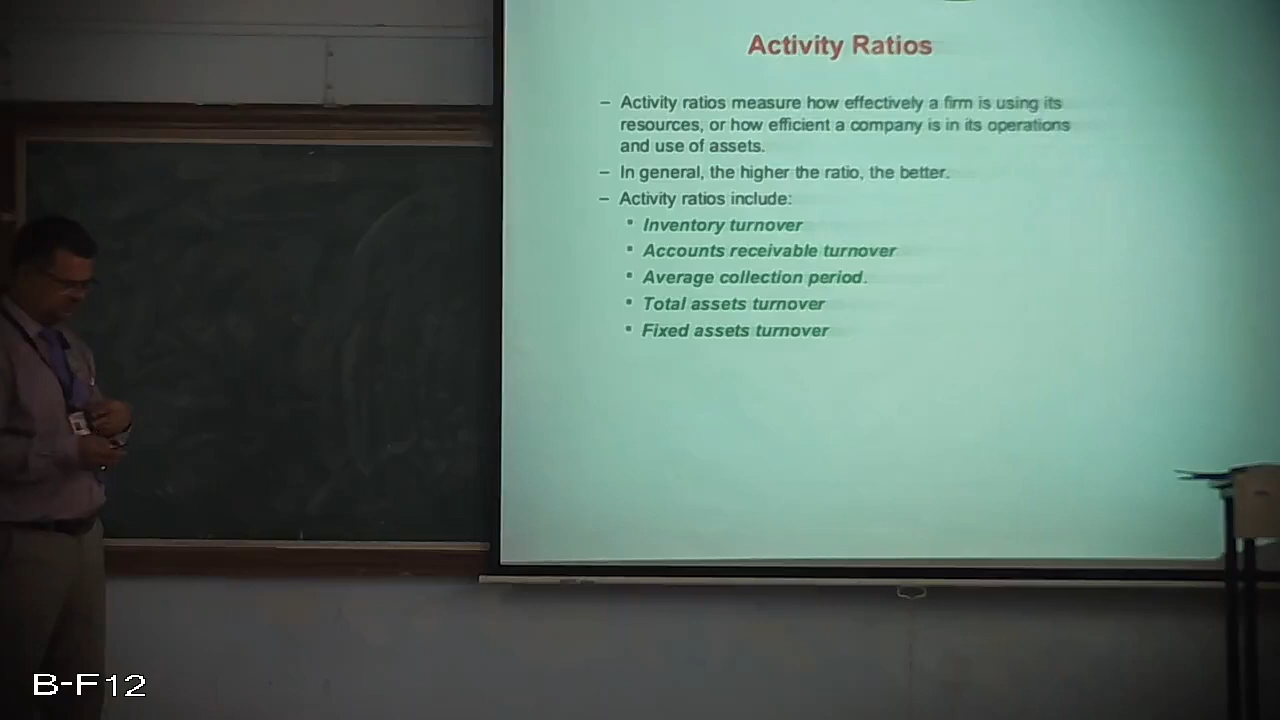 Activity Ratios
– Activity ratios measure how effectively a firm is using its
resources, or how efficient a company is in its operations
and use of assets.
– In general, the higher the ratio, the better.
– Activity ratios include:
• Inventory turnover
• Accounts receivable turnover
• Average collection period.
• Total assets turnover
• Fixed assets turnover
B-F12